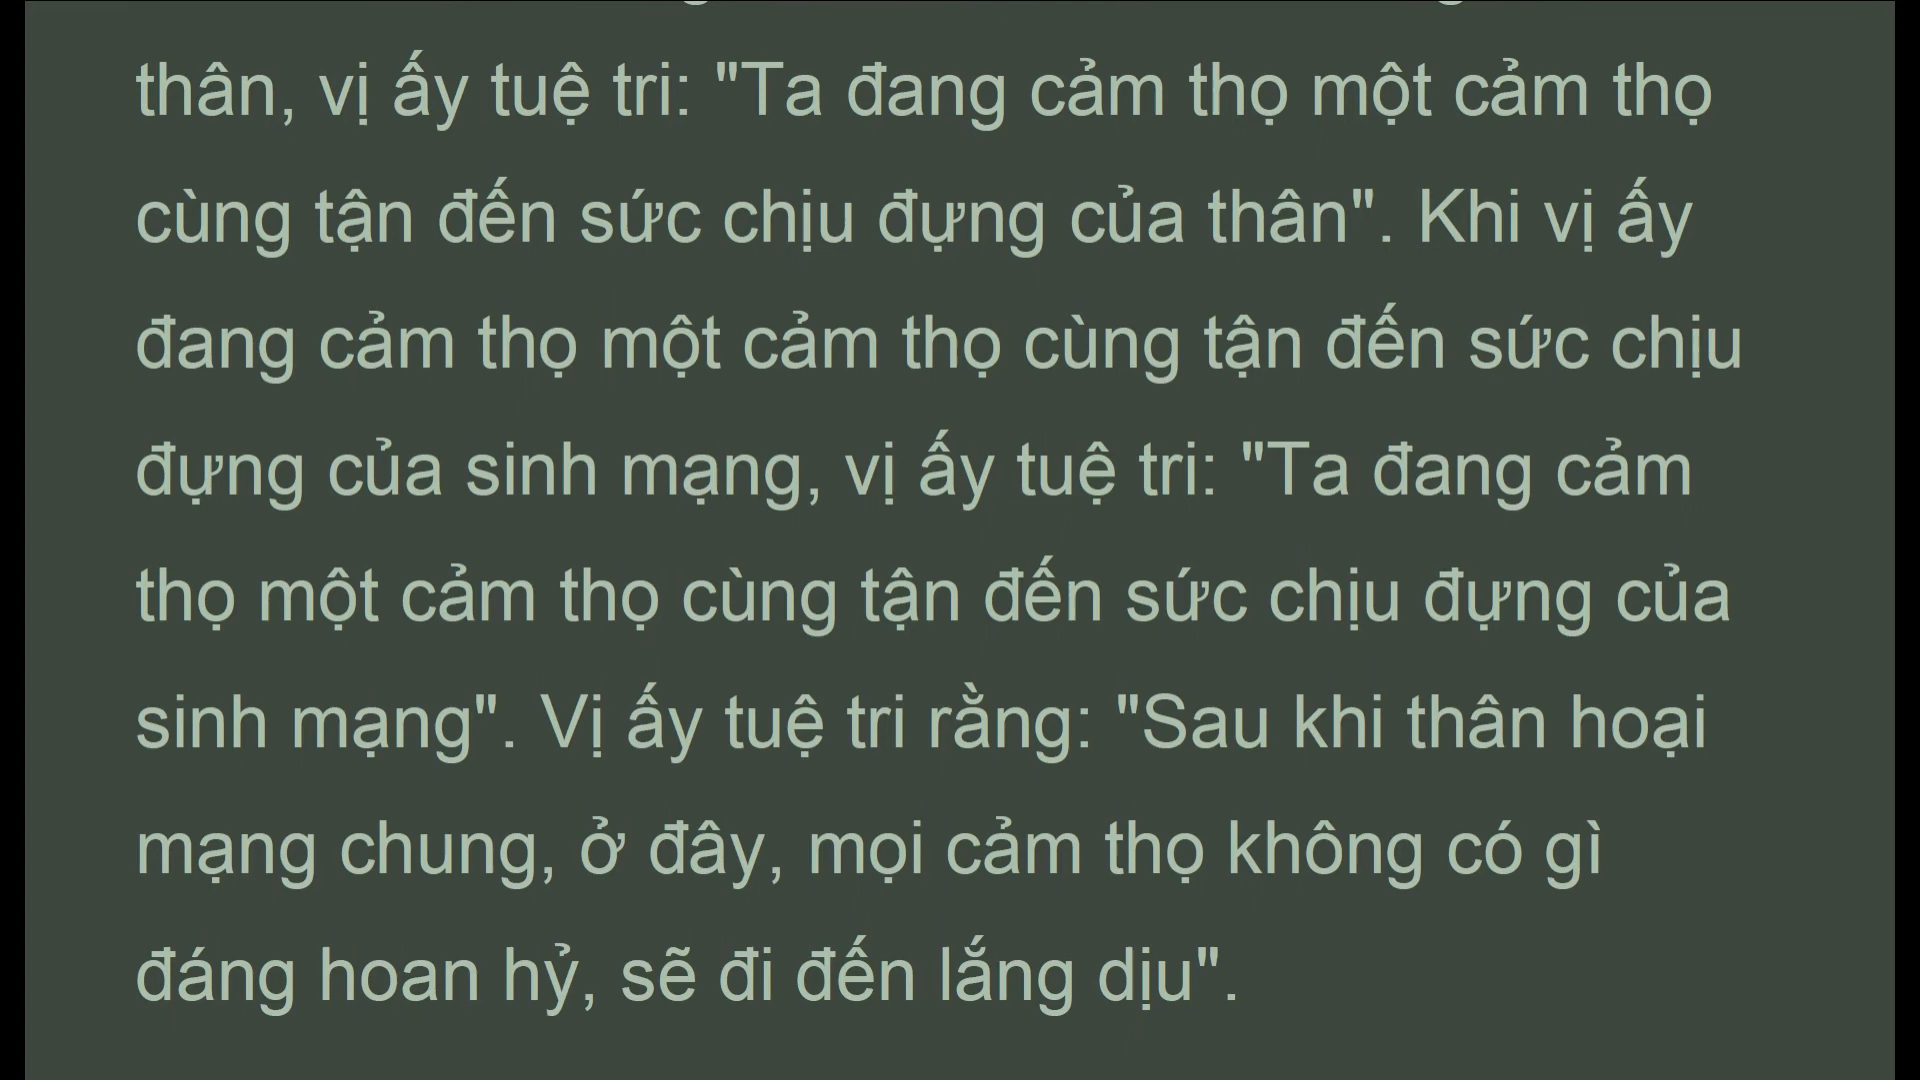 thân, vị ấy tuệ tri: "Ta đang cảm thọ một cảm thọ
cùng tận đến sức chịu đựng của thân". Khi vị ấy
đang cảm thọ một cảm thọ cùng tận đến sức chịu
đựng của sinh mạng, vị ấy tuệ tri: "Ta đang cảm
thọ một cảm thọ cùng tận đến sức chịu đựng của
sinh mạng". Vị ấy tuệ tri rằng: "Sau khi thân hoại
mạng chung, ở đây, mọi cảm thọ không có gì
đáng hoan hỷ, sẽ đi đến lắng dịu".